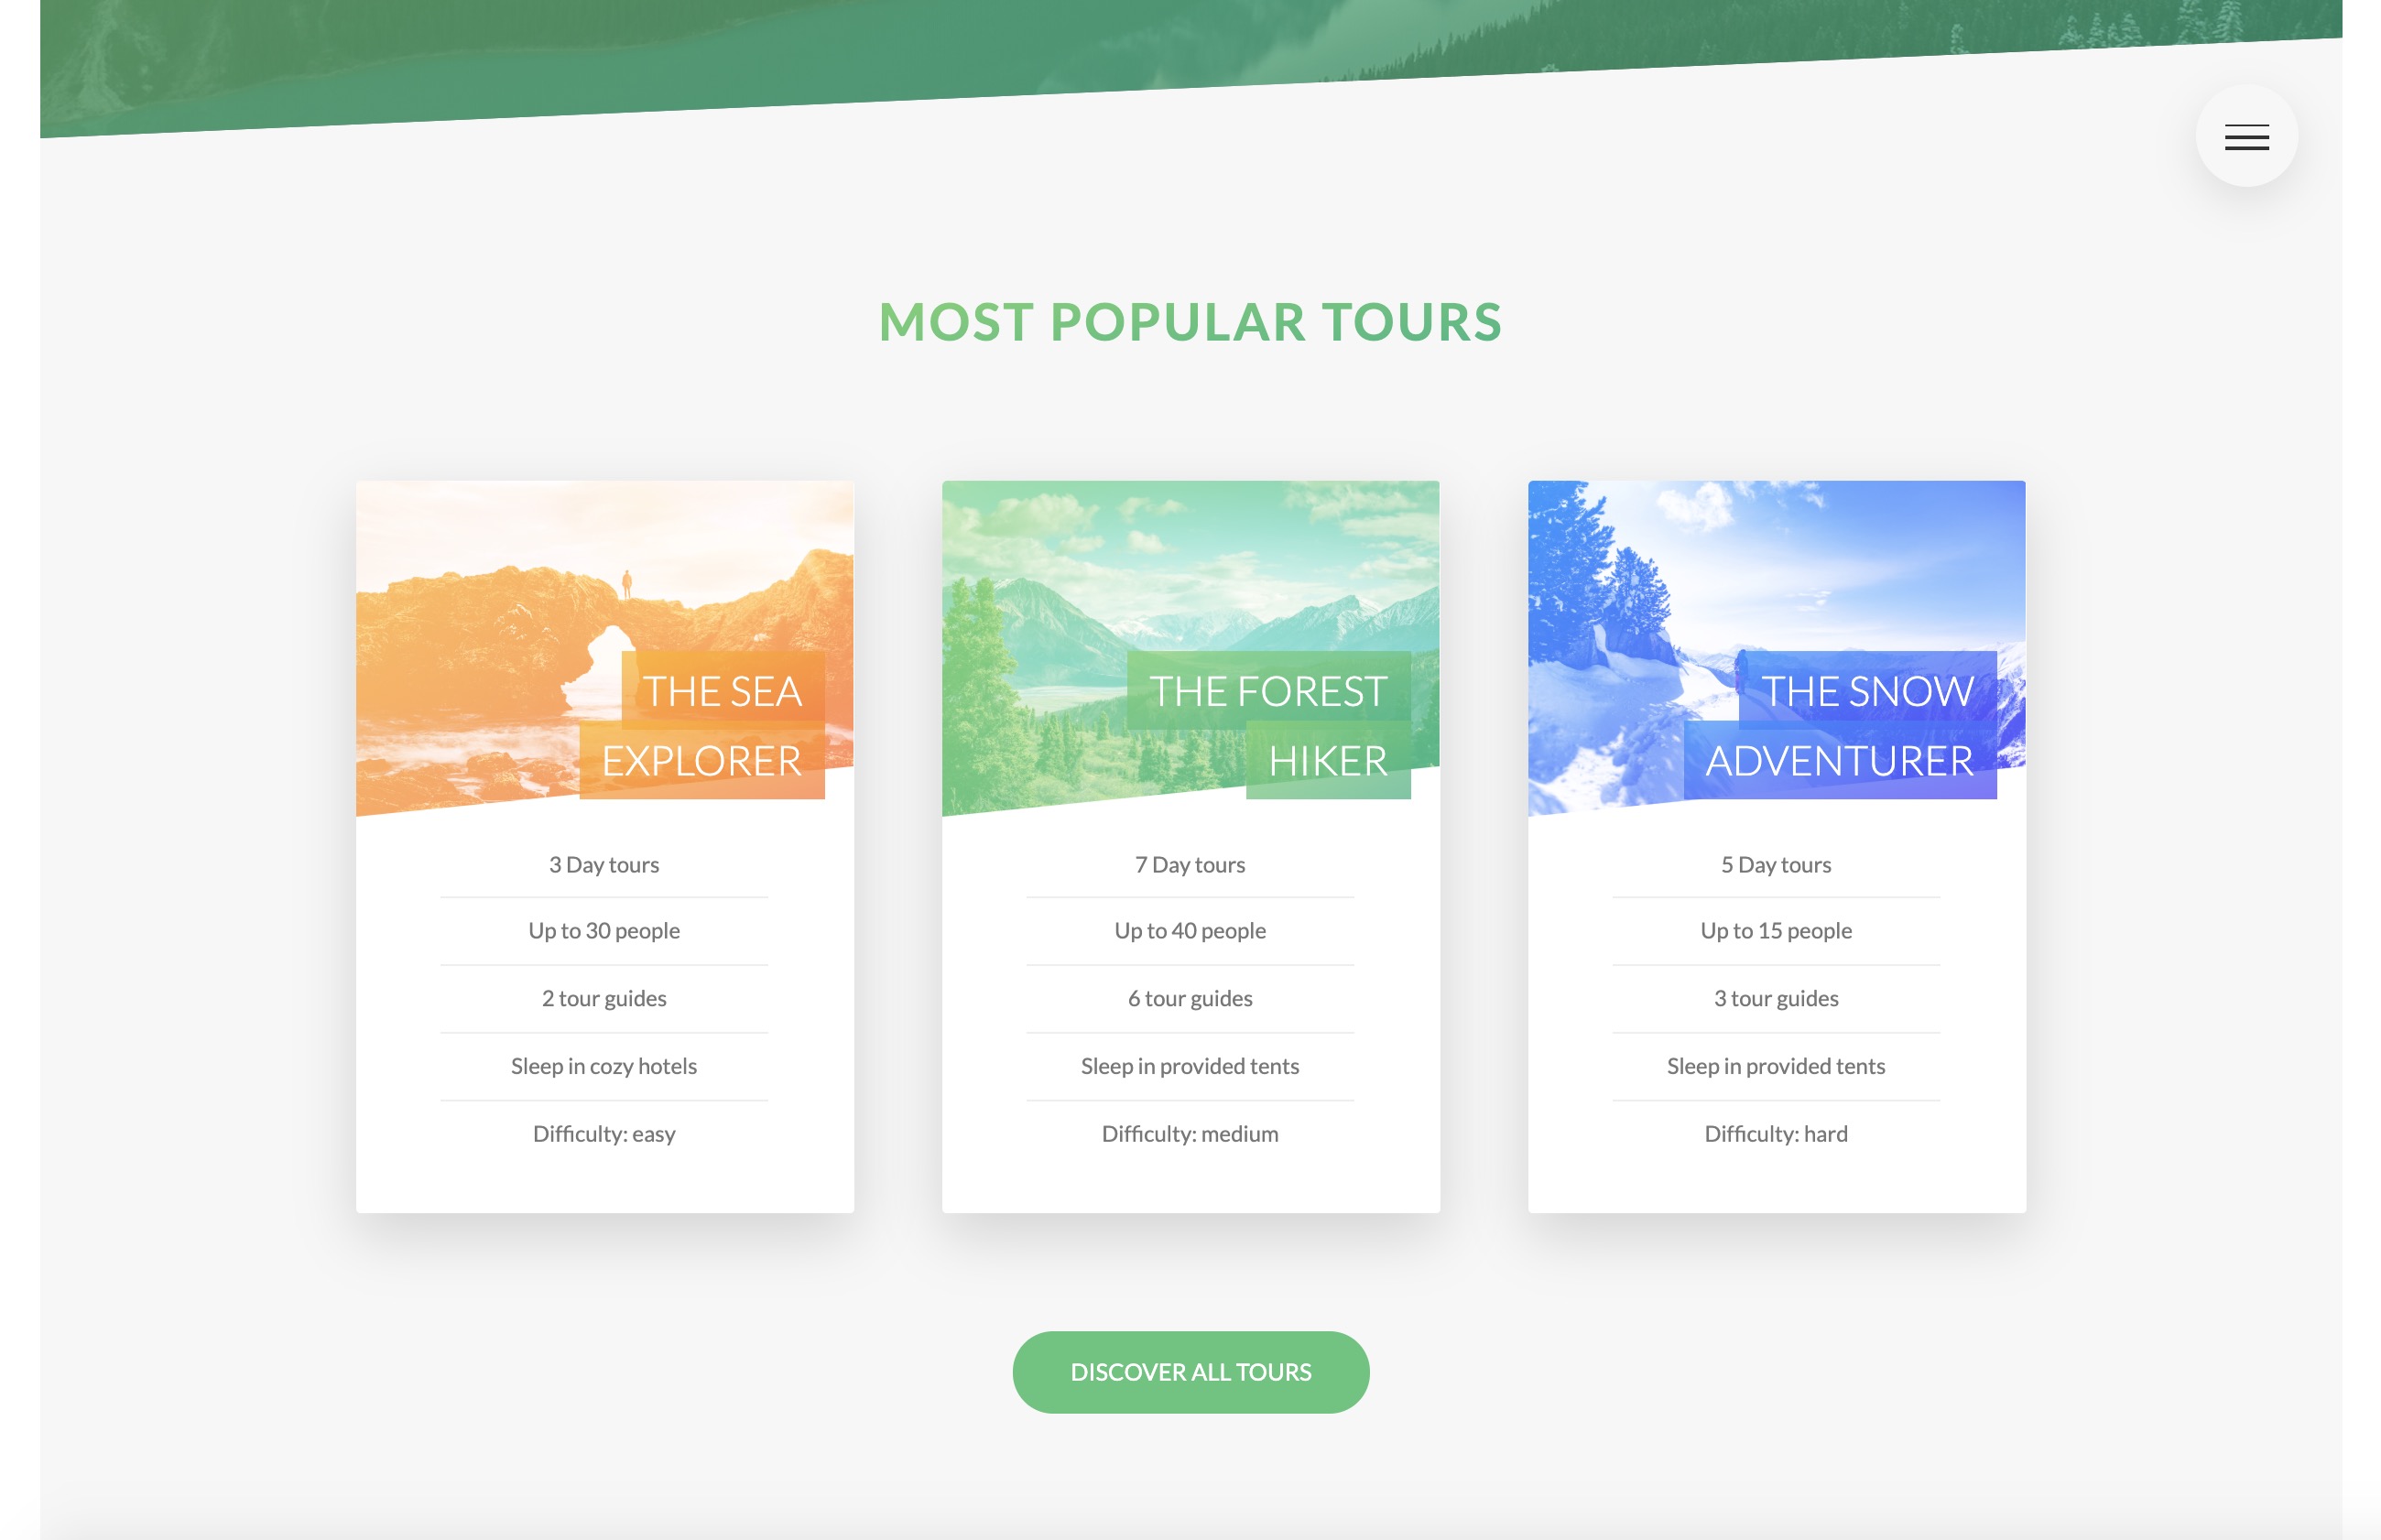 MOST POPULAR TOURS
THE SEA
EXPLORER
3 Day tours
Up to 30 people
2 tour guides
Sleep in cozy hotels
Difficulty: easy
THE FOREST
HIKER
7 Day tours
Up to 40 people
6 tour guides
Sleep in provided tents
Difficulty: medium
THE SNOW
ADVENTURER
5 Day tours
Up to 15 people
3 tour guides
Sleep in provided tents
Difficulty: hard
DISCOVER ALL TOURS